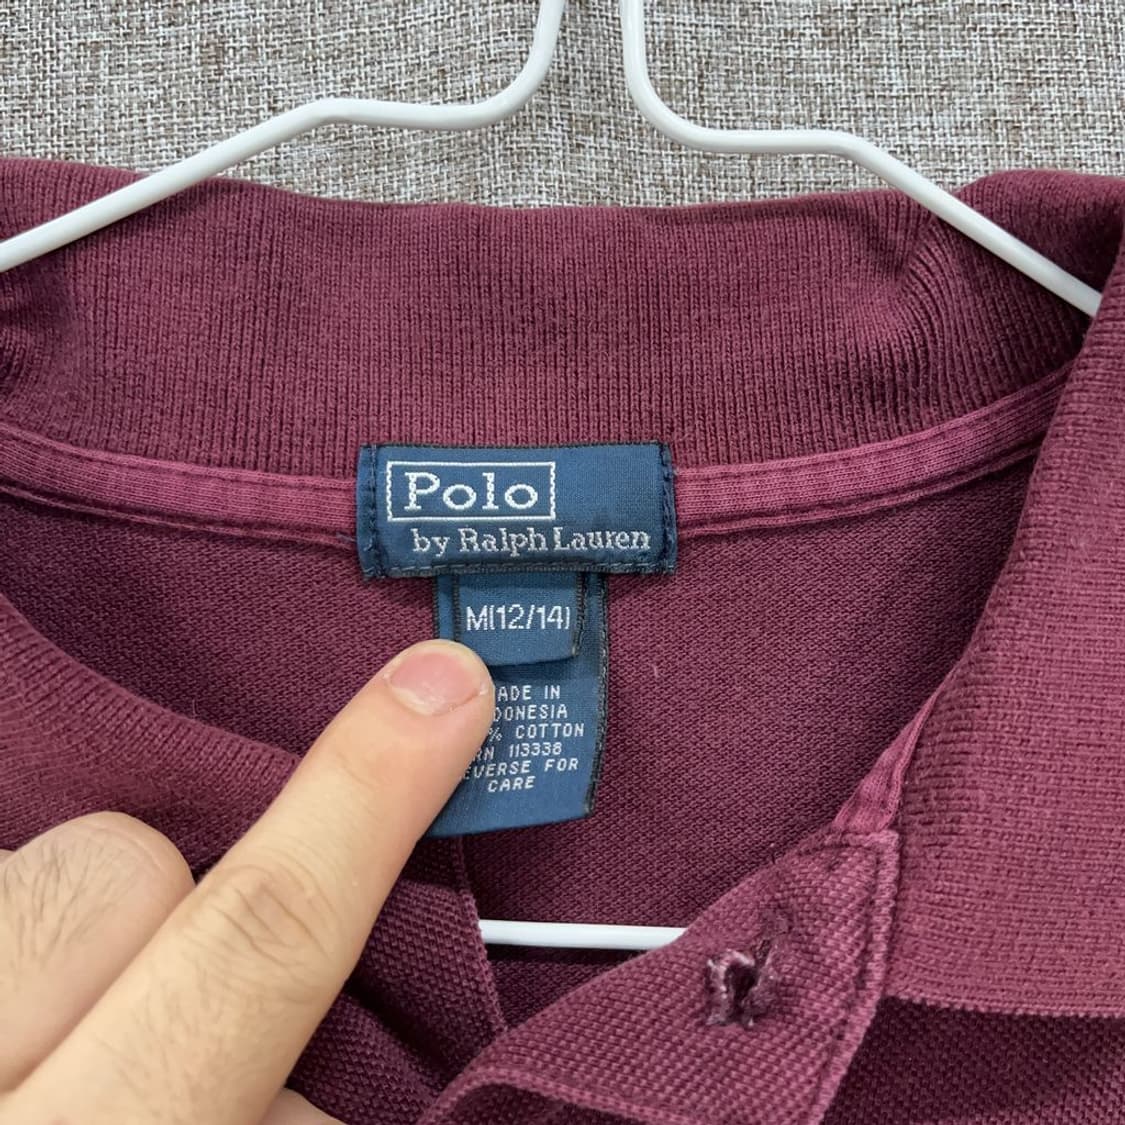 Polo
by Ralph Lauren
M(12/14)
ADE IN
DONESIA
% COTTON
RN 113338
EVERSE FOR
CARE